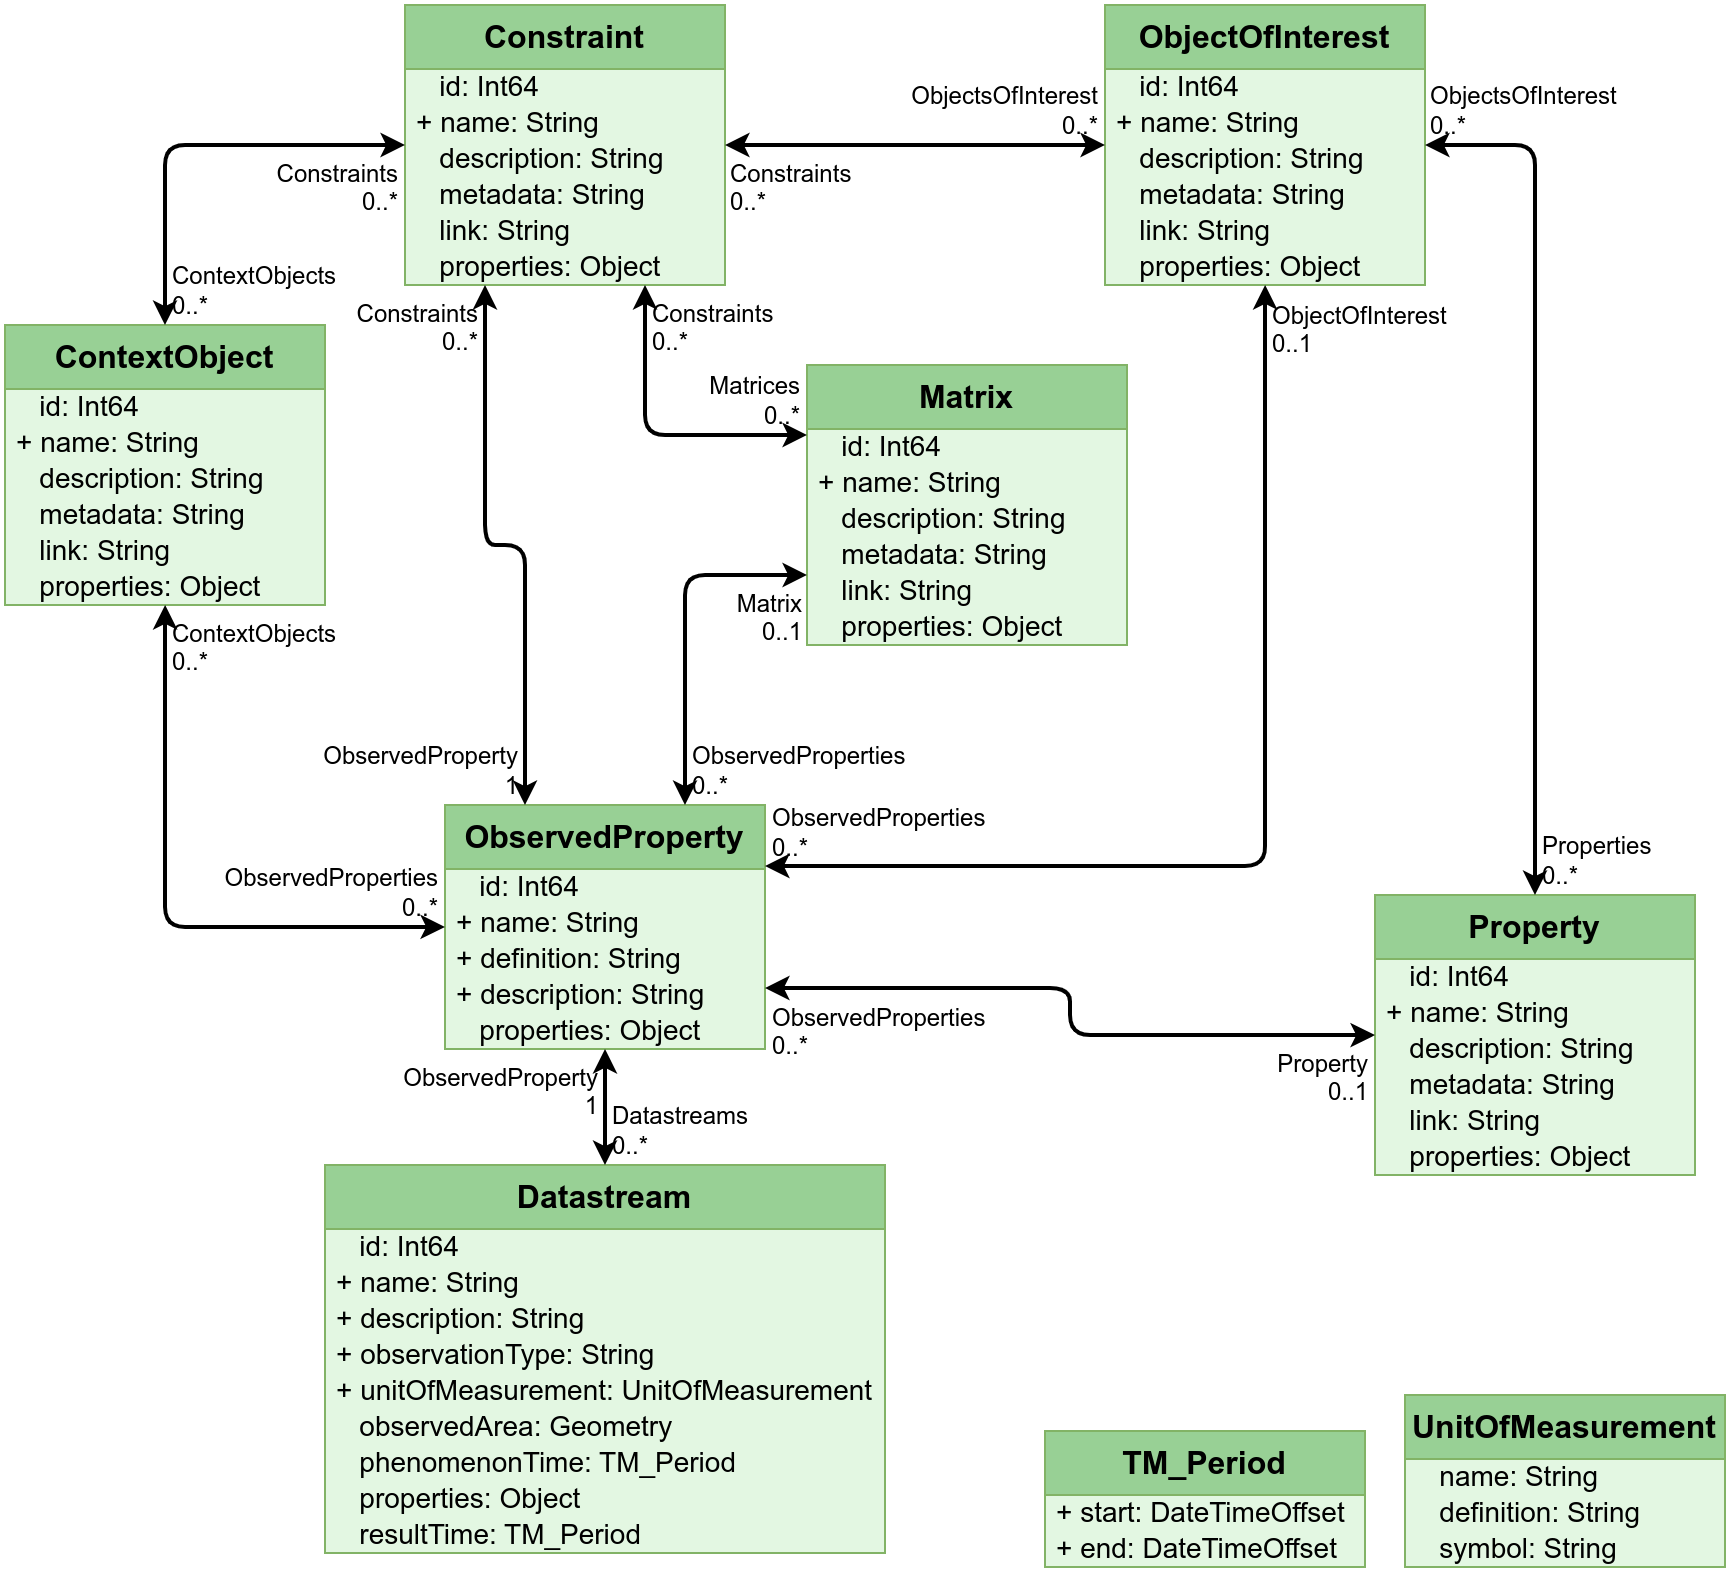 Constraint
id: Int64
+ name: String
description: String
metadata: String
link: String
properties: Object
ObjectOfInterest
id: Int64
+ name: String
description: String
metadata: String
link: String
properties: Object
ObjectsOfInterest
0..*
ObjectsOfInterest
0..*
Constraints
0..*
Constraints
0..*
ContextObjects
0..*
Constraints
0..*
Constraints
0..*
ObjectOfInterest
0..1
ContextObject
id: Int64
+ name: String
description: String
metadata: String
link: String
properties: Object
Matrices
0..*
Matrix
id: Int64
+ name: String
description: String
metadata: String
link: String
properties: Object
Matrix
0..1
ContextObjects
0..*
ObservedProperty
1
ObservedProperties
0..*
ObservedProperties
0..*
ObservedProperties
0..*
Properties
0..*
ObservedProperty
id: Int64
+ name: String
+ definition: String
+ description: String
properties: Object
Property
id: Int64
+ name: String
description: String
metadata: String
link: String
properties: Object
ObservedProperties
0..*
Property
0..1
ObservedProperty
1
Datastreams
0..*
Datastream
id: Int64
+ name: String
+ description: String
+ observationType: String
+ unitOfMeasurement: UnitOfMeasurement
observedArea: Geometry
phenomenonTime: TM_Period
properties: Object
resultTime: TM_Period
TM_Period
+ start: DateTimeOffset
+ end: DateTimeOffset
UnitOfMeasurement
name: String
definition: String
symbol: String